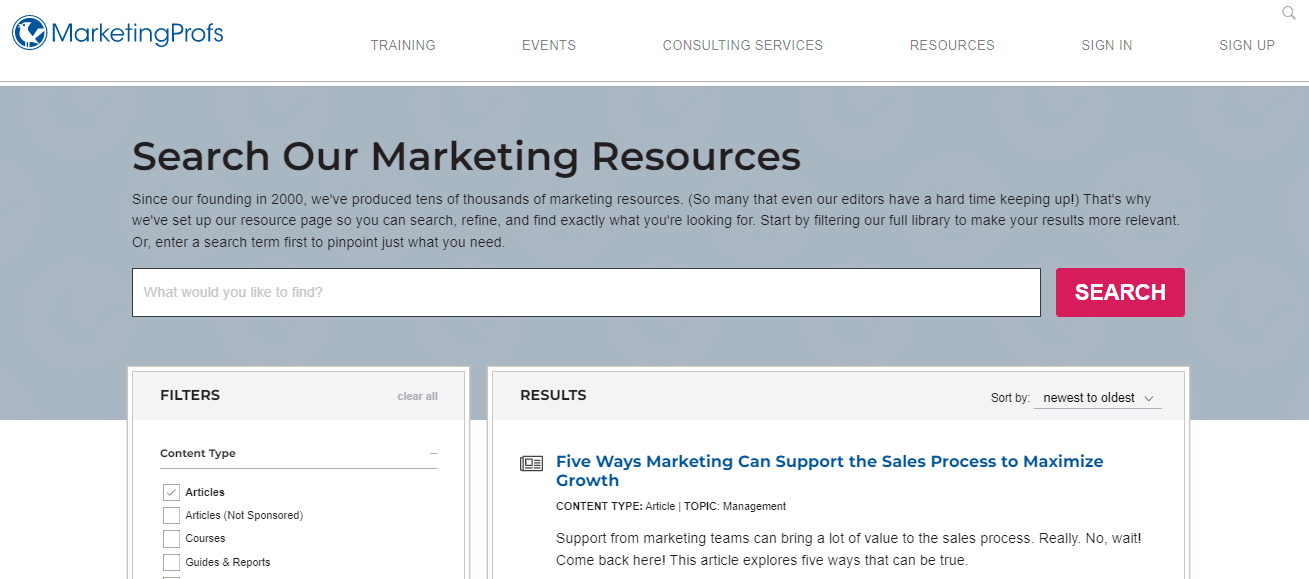 MarketingProfs
TRAINING
EVENTS
CONSULTING SERVICES
RESOURCES
SIGN IN
SIGN UP
Search Our Marketing Resources
Since our founding in 2000, we've produced tens of thousands of marketing resources. (So many that even our editors have a hard time keeping up!) That's why
we've set up our resource page so you can search, refine, and find exactly what you're looking for. Start by filtering our full library to make your results more relevant.
Or, enter a search term first to pinpoint just what you need.
What would you like to find?
SEARCH
FILTERS
clear all
Content Type
Articles
Articles (Not Sponsored)
Courses
Guides & Reports
RESULTS
Sort by: newest to oldest
Five Ways Marketing Can Support the Sales Process to Maximize
Growth
CONTENT TYPE: Article | TOPIC: Management
Support from marketing teams can bring a lot of value to the sales process. Really. No, wait!
Come back here! This article explores five ways that can be true.